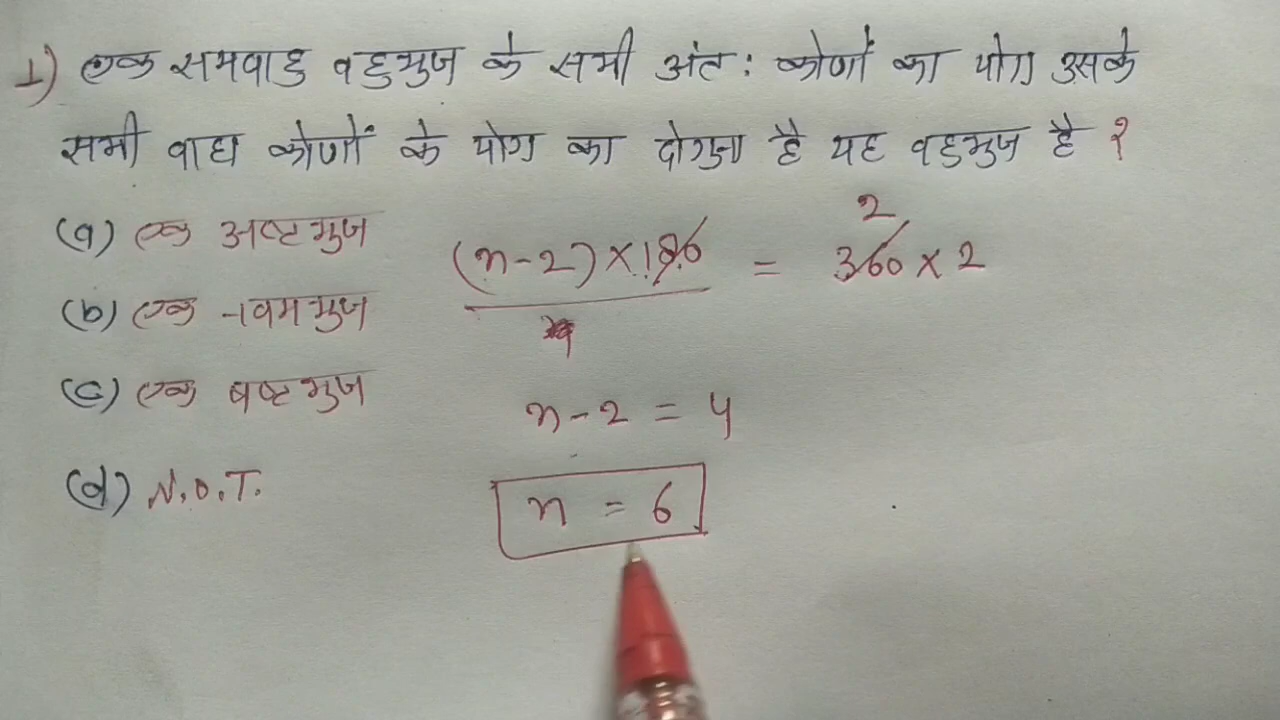 1) एक समबाहु बहुभुज के सभी अंत: कोणों का योग उसके
सभी बाह्य कोणों के योग का दोगुना है यह बहुभुज है ?
(a) एक अष्टभुज
(b) एक नवमभुज
(c) एक षष्टभुज
(d) N.O.T.
(n-2)×180 = 360×2
2
n-2 = 4
n = 6